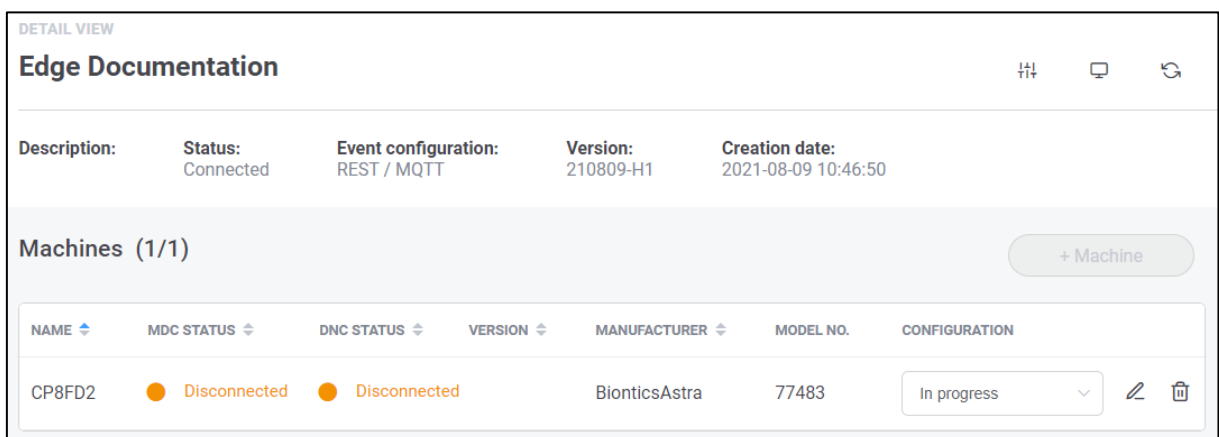 DETAIL VIEW
Edge Documentation
Description: Status: Event configuration: Version: Creation date:
Connected REST / MQTT 210809-H1 2021-08-09 10:46:50
Machines (1/1)
+ Machine
NAME MDC STATUS DNC STATUS VERSION MANUFACTURER MODEL NO. CONFIGURATION
CP8FD2 Disconnected Disconnected BionticsAstra 77483 In progress